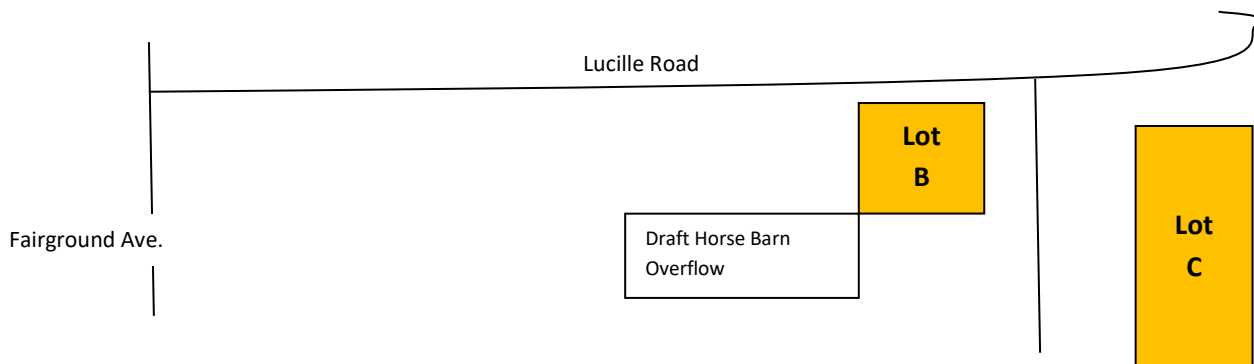 Lucille Road
Lot
B
Fairground Ave.
Draft Horse Barn
Overflow
Lot
C